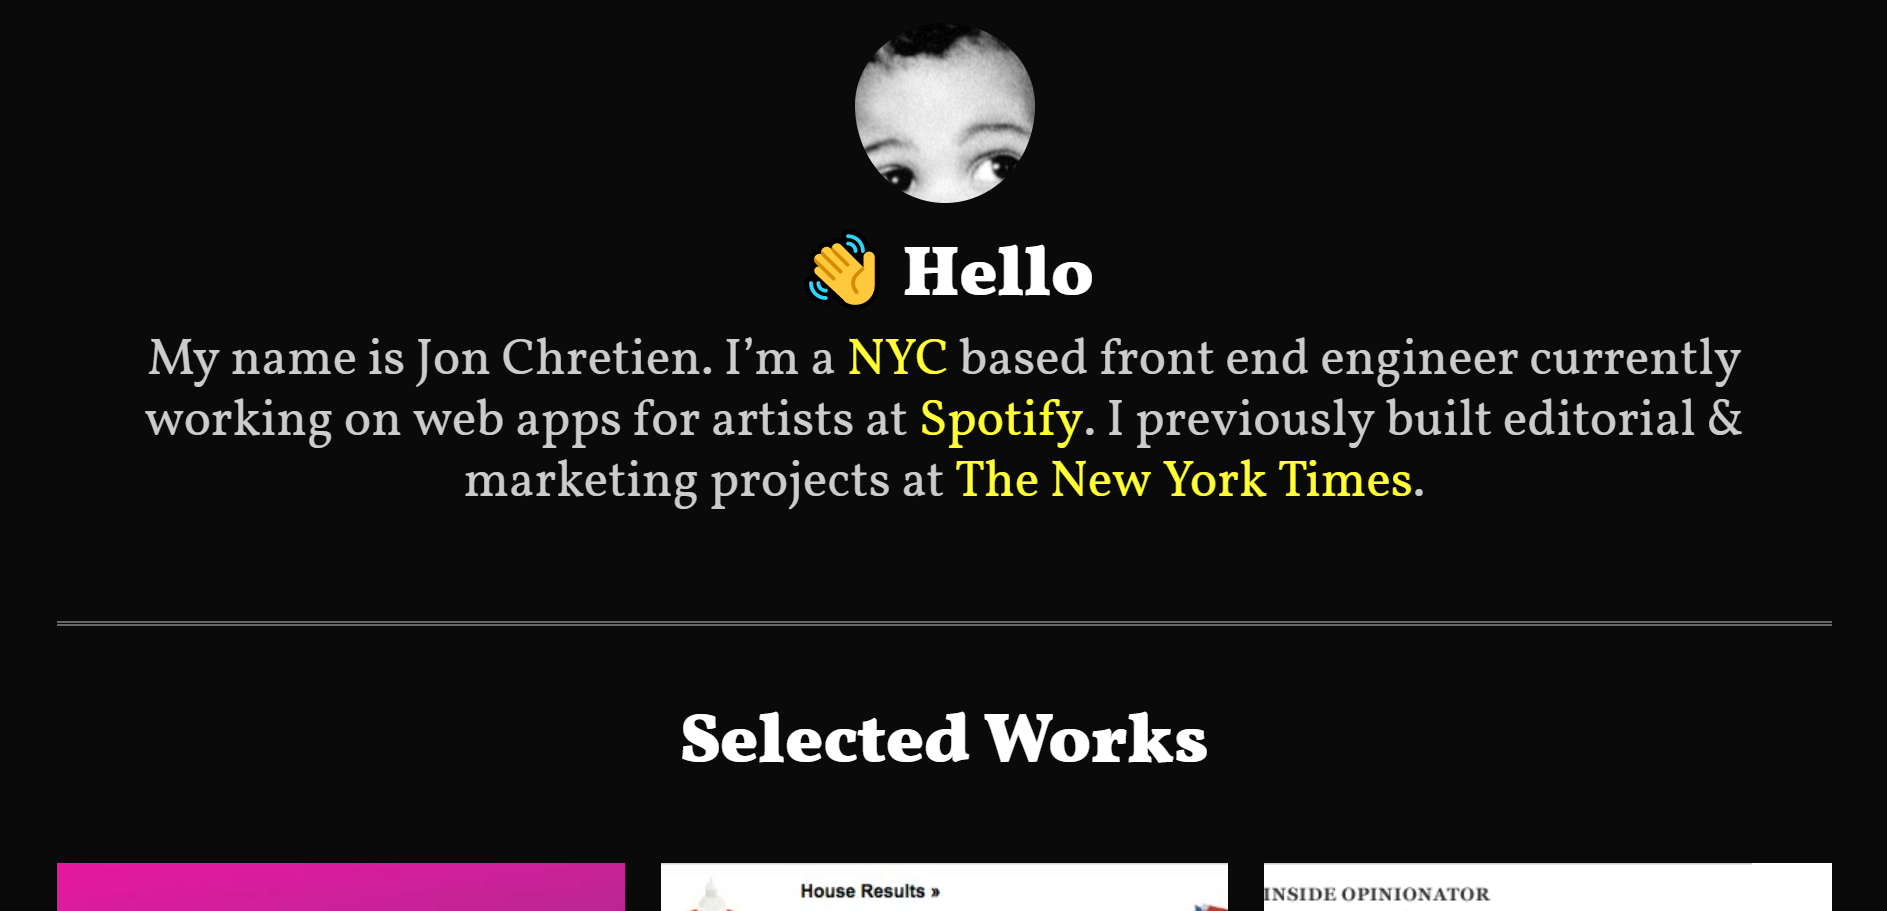 👋 Hello
My name is Jon Chretien. I’m a NYC based front end engineer currently
working on web apps for artists at Spotify. I previously built editorial &
marketing projects at The New York Times.
Selected Works
House Results »
INSIDE OPINIONATOR